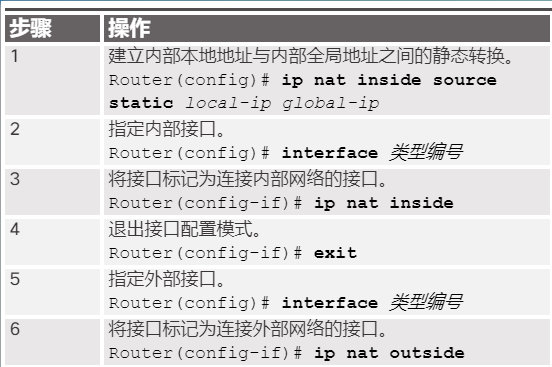 步骤 操作
1 建立内部本地地址与内部全局地址之间的静态转换。
Router(config)# ip nat inside source
static local-ip global-ip
2 指定内部接口。
Router(config)# interface 类型编号
3 将接口标记为连接内部网络的接口。
Router(config-if)# ip nat inside
4 退出接口配置模式。
Router(config-if)# exit
5 指定外部接口。
Router(config)# interface 类型编号
6 将接口标记为连接外部网络的接口。
Router(config-if)# ip nat outside